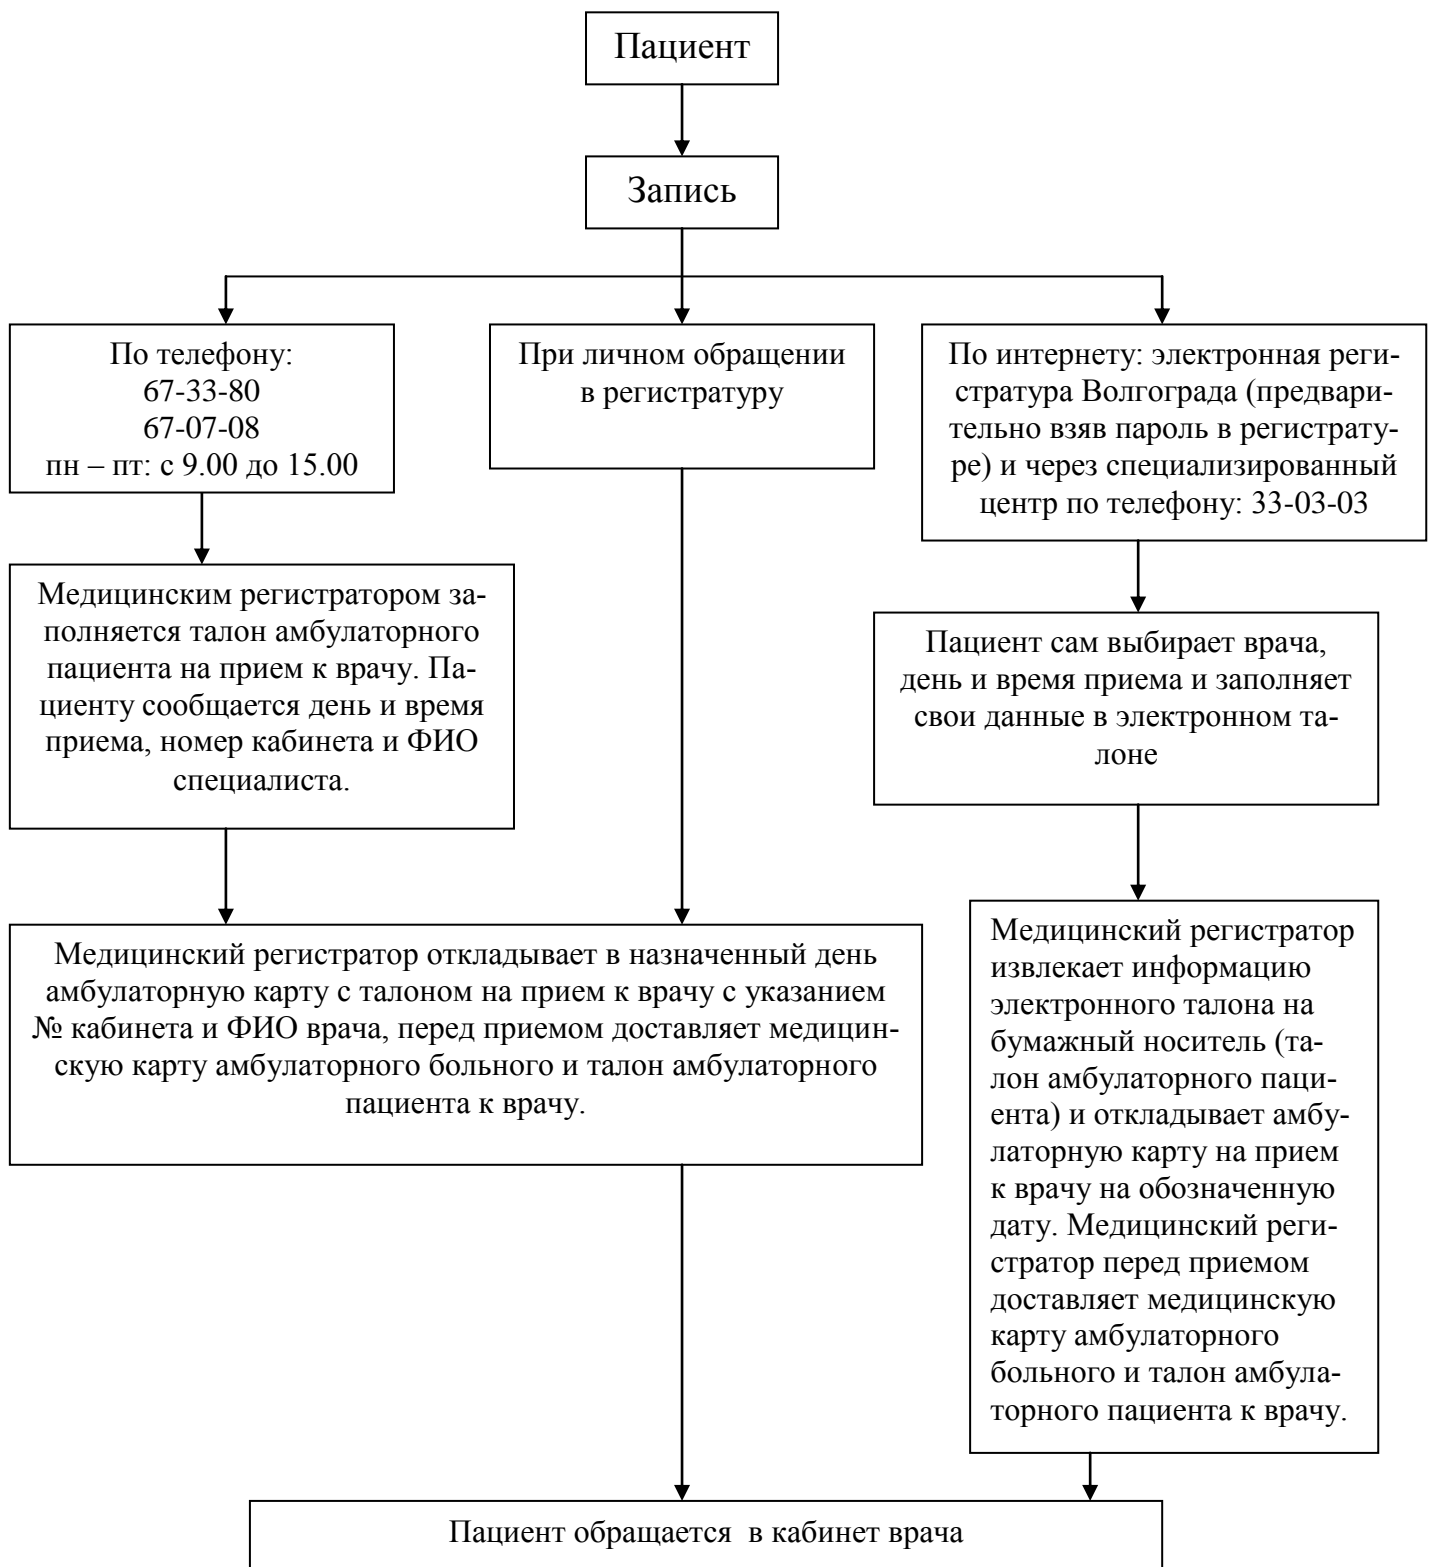 Пациент
Запись
По телефону:
67-33-80
67-07-08
пн – пт: с 9.00 до 15.00
При личном обращении
в регистратуру
По интернету: электронная реги-
стратура Волгограда (предвари-
тельно взяв пароль в регистрату-
ре) и через специализированный
центр по телефону: 33-03-03
Медицинским регистратором за-
полняется талон амбулаторного
пациента на прием к врачу. Па-
циенту сообщается день и время
приема, номер кабинета и ФИО
специалиста.
Пациент сам выбирает врача,
день и время приема и заполняет
свои данные в электронном та-
лоне
Медицинский регистратор откладывает в назначенный день
амбулаторную карту с талоном на прием к врачу с указанием
№ кабинета и ФИО врача, перед приемом доставляет медицин-
скую карту амбулаторного больного и талон амбулаторного
пациента к врачу.
Медицинский регистратор
извлекает информацию
электронного талона на
бумажный носитель (та-
лон амбулаторного паци-
ента) и откладывает амбу-
латорную карту на прием
к врачу на обозначенную
дату. Медицинский реги-
стратор перед приемом
доставляет медицинскую
карту амбулаторного
больного и талон амбула-
торного пациента к врачу.
Пациент обращается  в кабинет врача